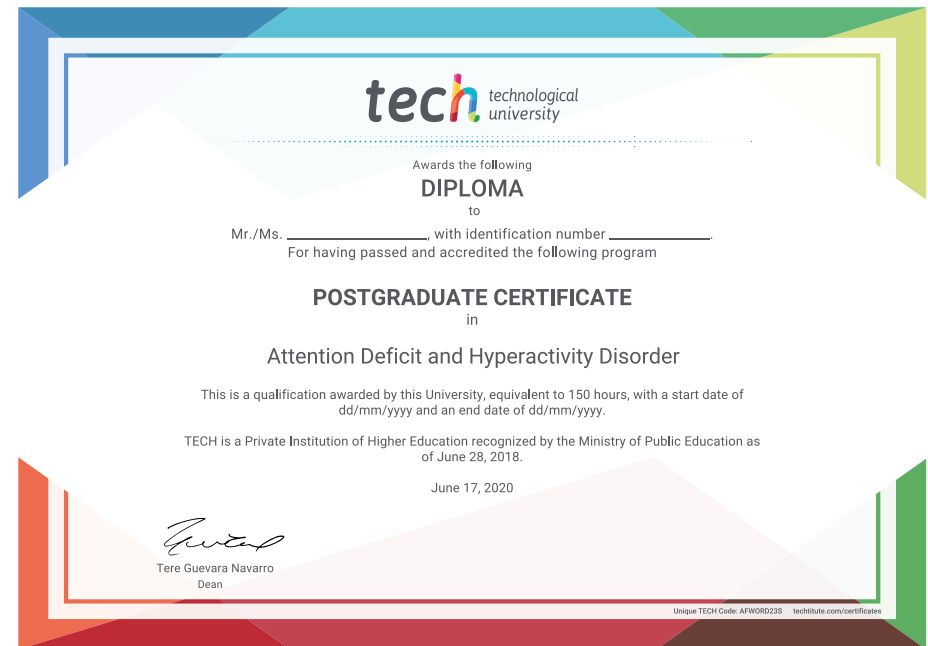 tech technological
university
Awards the following
DIPLOMA
to
Mr./Ms. ____________________, with identification number ______________.
For having passed and accredited the following program
POSTGRADUATE CERTIFICATE
in
Attention Deficit and Hyperactivity Disorder
This is a qualification awarded by this University, equivalent to 150 hours, with a start date of
dd/mm/yyyy and an end date of dd/mm/yyyy.
TECH is a Private Institution of Higher Education recognized by the Ministry of Public Education as
of June 28, 2018.
June 17, 2020
Tere Guevara Navarro
Dean
Unique TECH Code: AFWORD23S techtitute.com/certificates